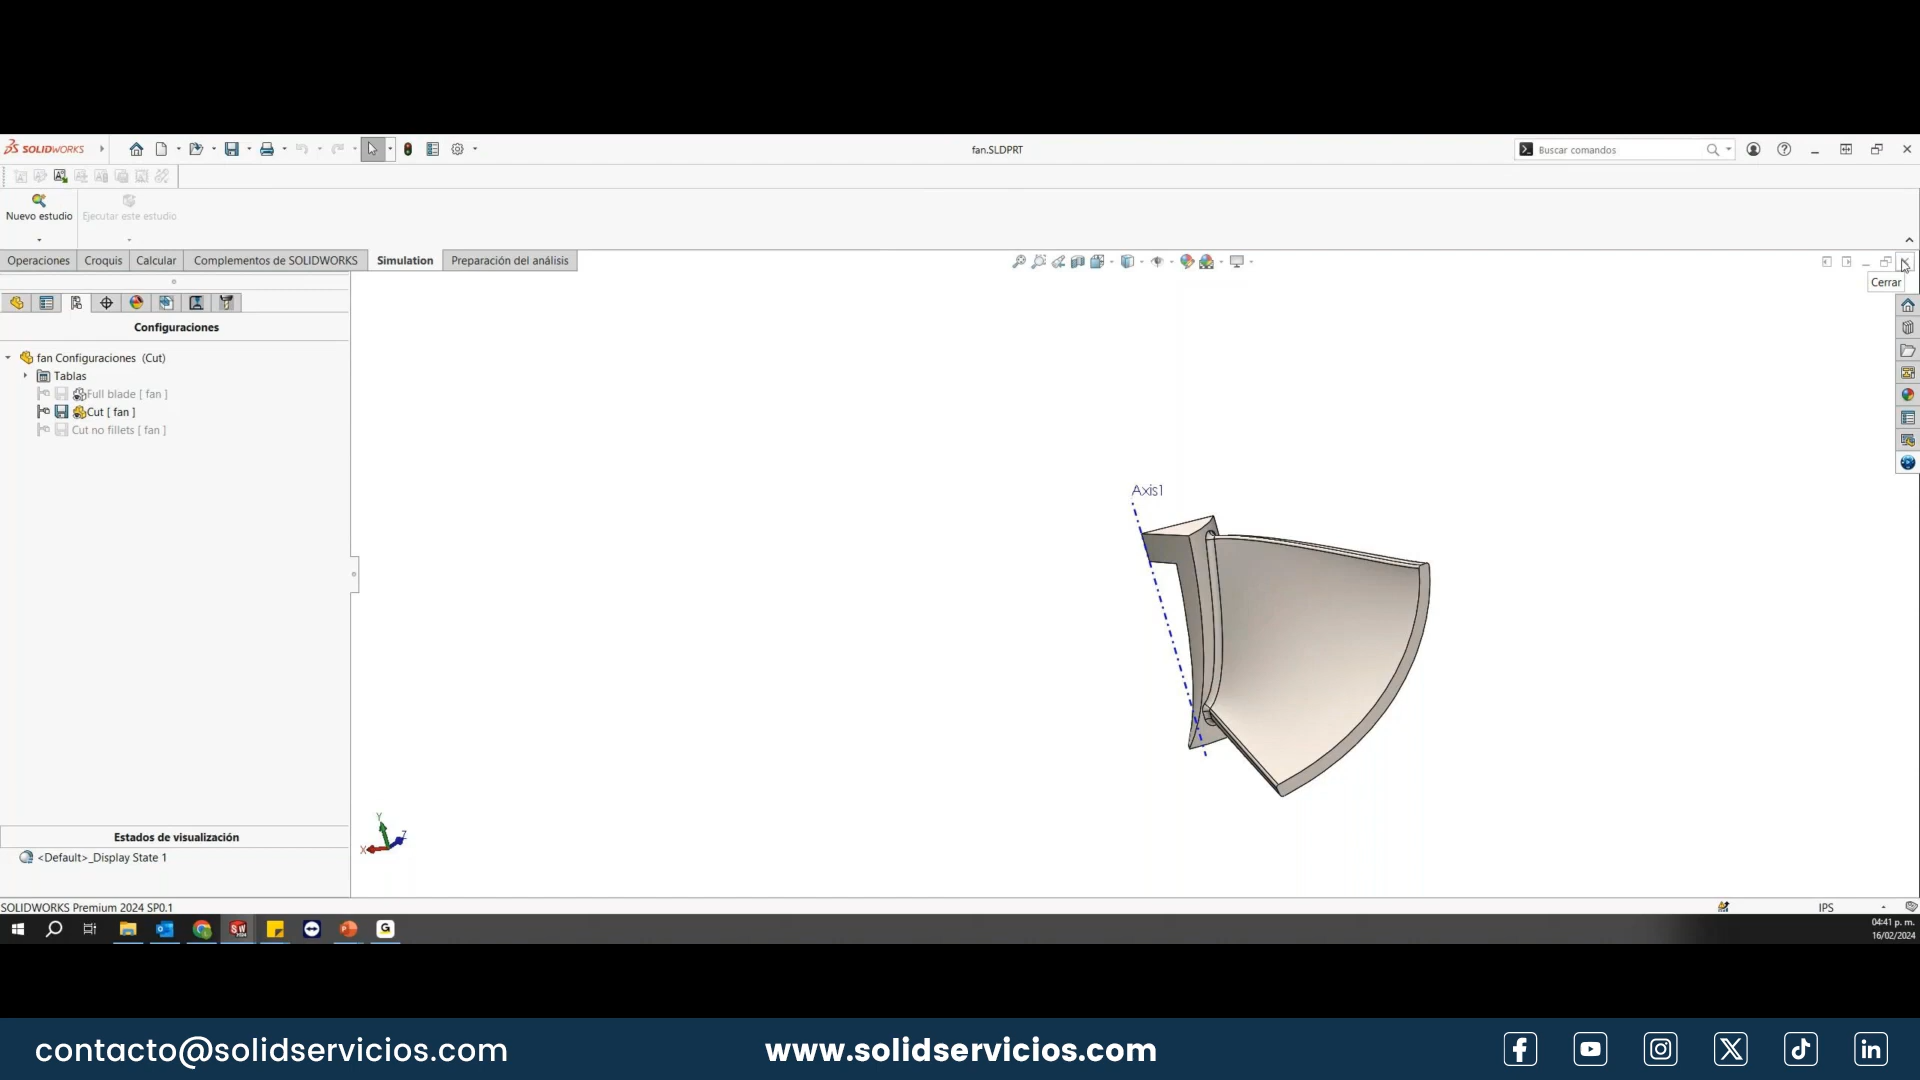 SOLIDWORKS
fan.SLDPRT
Buscar comandos
Nuevo estudio
Ejecutar este estudio
Operaciones
Croquis
Calcular
Complementos de SOLIDWORKS
Simulation
Preparación del análisis
Cerrar
Configuraciones
fan Configuraciones (Cut)
Tablas
Full blade [ fan ]
Cut [ fan ]
Cut no fillets [ fan ]
Axis1
Y
Z
X
Estados de visualización
<Default>_Display State 1
SOLIDWORKS Premium 2024 SP0.1
IPS
04:41 p. m.
16/02/2024
contacto@solidservicios.com
www.solidservicios.com